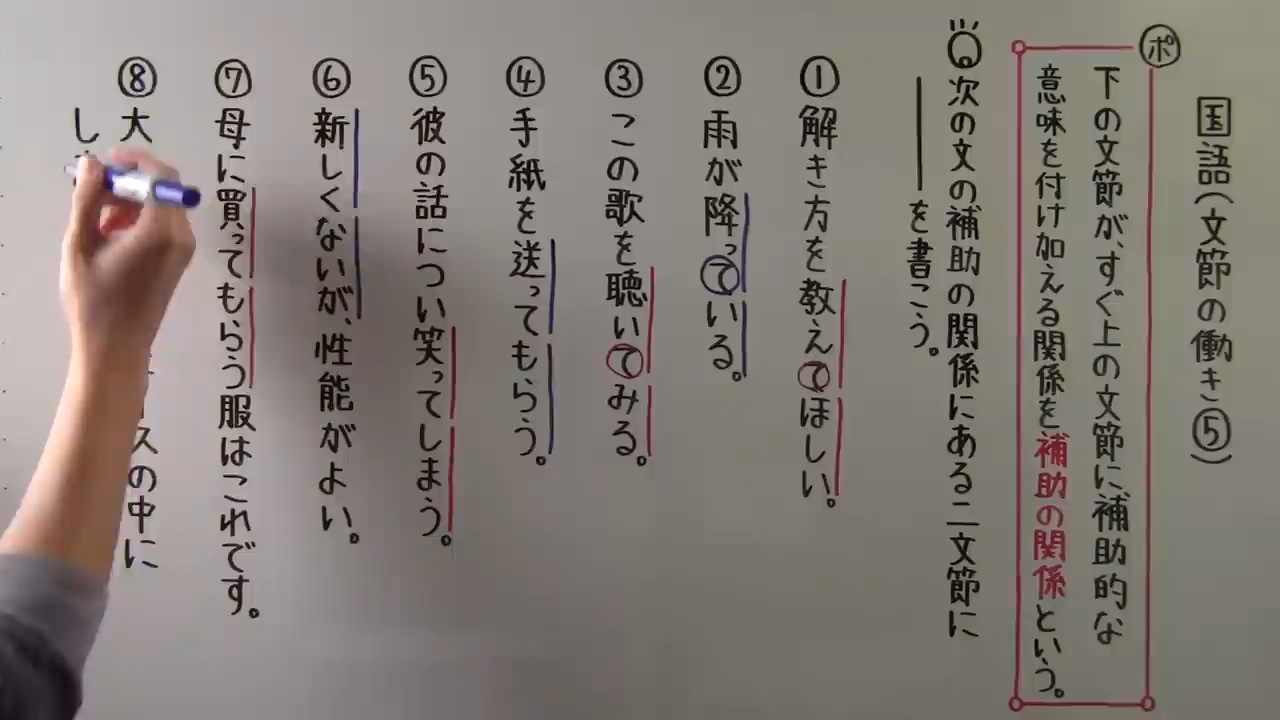 国語(文節の働き⑤)
ポ
下の文節が、すぐ上の文節に補助的な
意味を付け加える関係を補助の関係という。
Q次の文の補助の関係にある二文節に
――を書こう。
①解き方を教えてほしい。
②雨が降っている。
③この歌を聴いてみる。
④手紙を送ってもらう。
⑤彼の話につい笑ってしまう。
⑥新しくないが、性能がよい。
⑦母に買ってもらう服はこれです。
⑧大スの中に
し